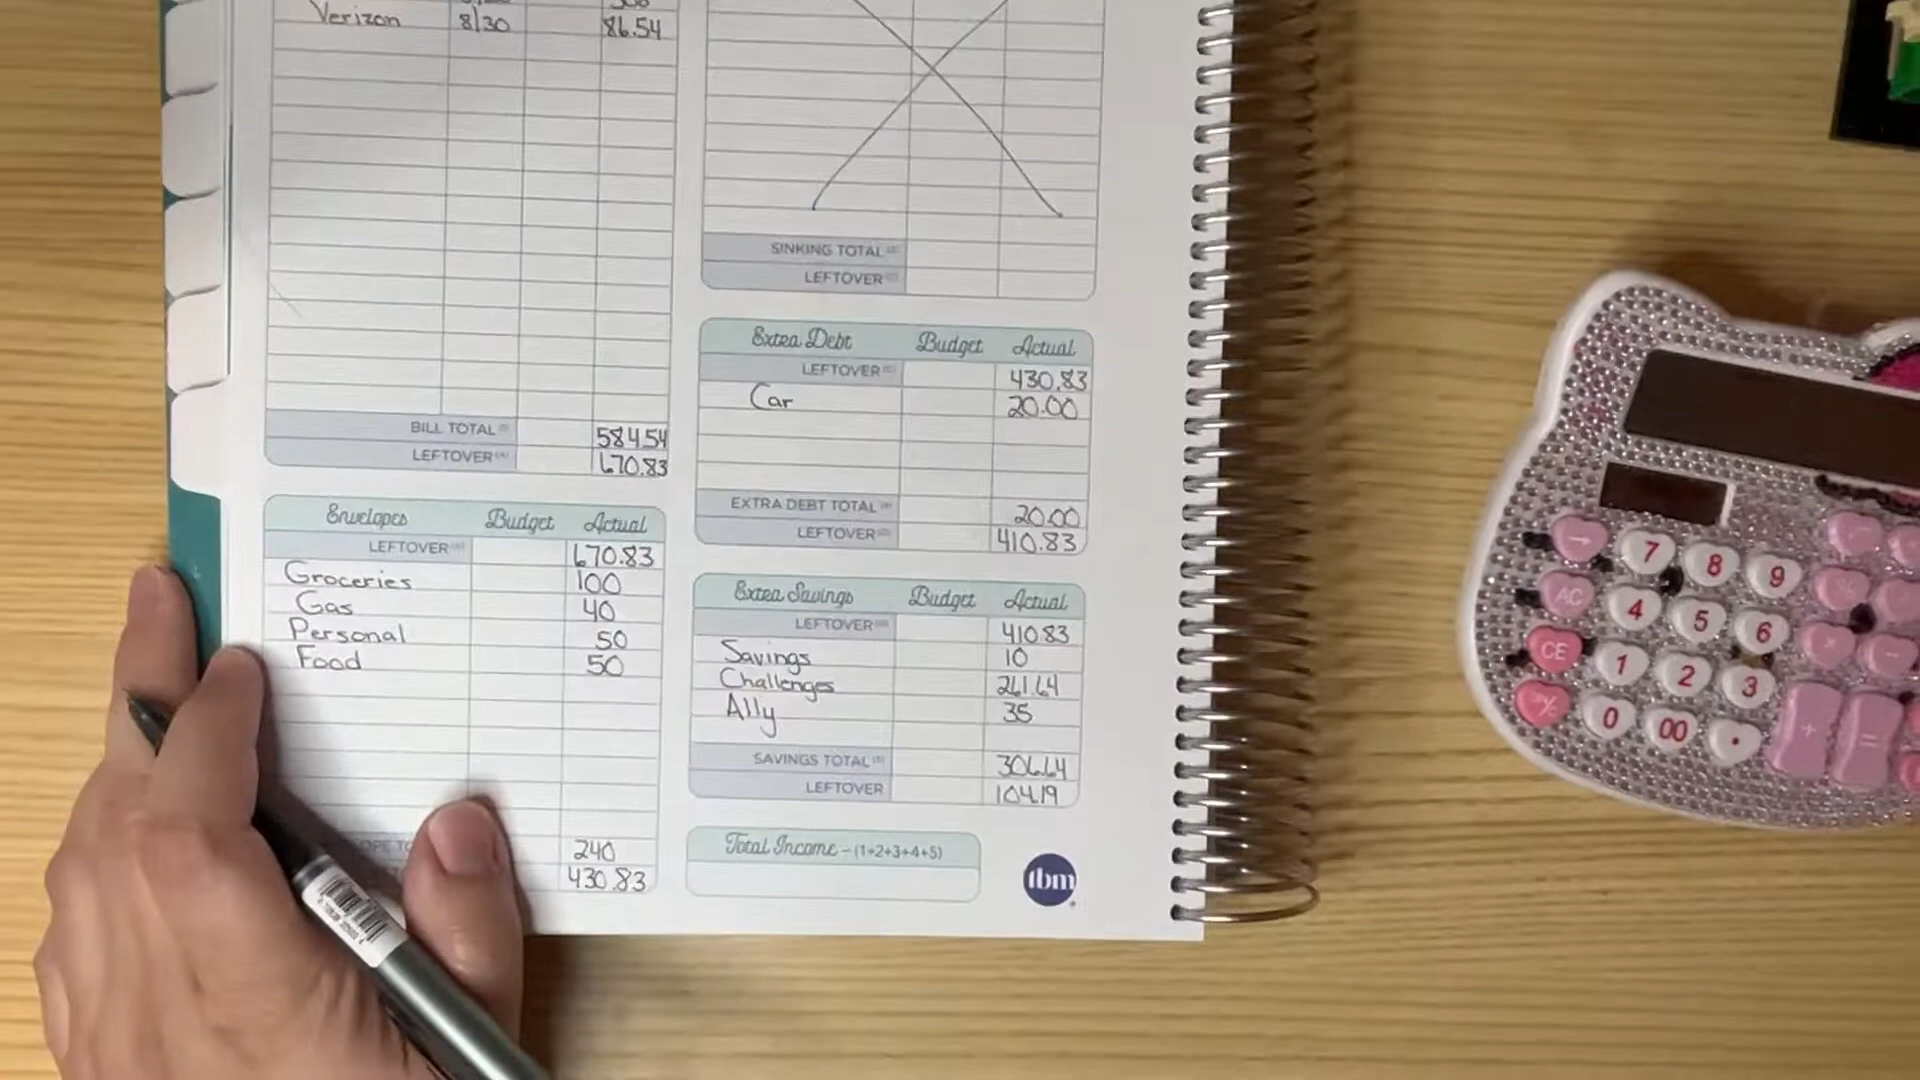 Verizon 8/30 86.54
BILL TOTAL 584.54
LEFTOVER 670.83
Envelopes Budget Actual
LEFTOVER 670.83
Groceries 100
Gas 40
Personal 50
Food 50
240
430.83
SINKING TOTAL
LEFTOVER
Extra Debt Budget Actual
LEFTOVER 430.83
Car 20.00
EXTRA DEBT TOTAL 20.00
LEFTOVER 410.83
Extra Savings Budget Actual
LEFTOVER 410.83
Savings 10
Challenges 261.64
Ally 35
SAVINGS TOTAL 306.64
LEFTOVER 104.19
Total Income - (1+2+3+4+5)
tbm
→ 7 8 9
AC 4 5 6
CE 1 2 3
0 00 . + =